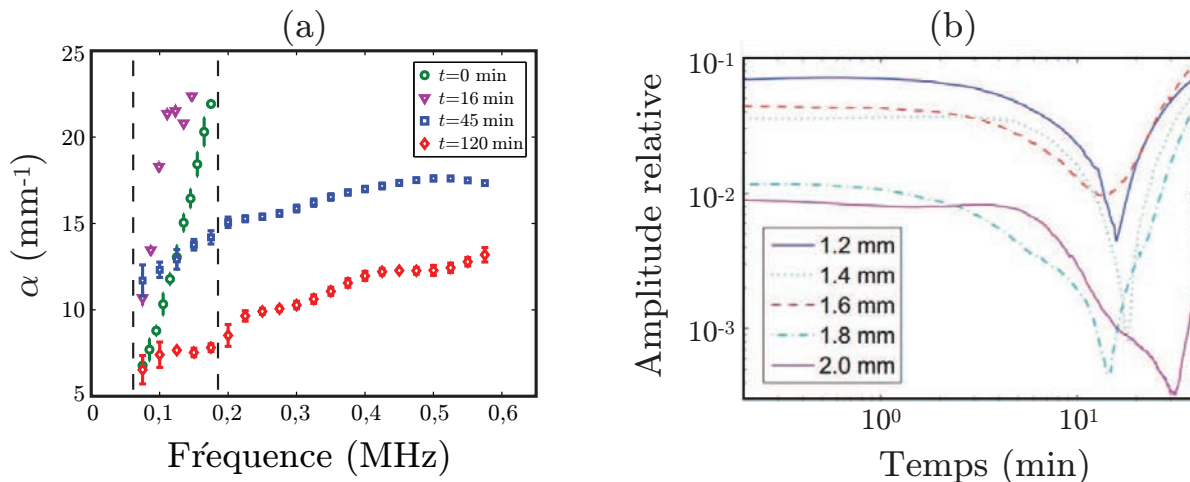 (a)
25
20
15
10
5
α (mm-1)
t=0 min
t=16 min
t=45 min
t=120 min
0 0,1 0,2 0,3 0,4 0,5 0,6
Fŕequence (MHz)
(b)
10-1
10-2
10-3
Amplitude relative
1.2 mm
1.4 mm
1.6 mm
1.8 mm
2.0 mm
100 101
Temps (min)